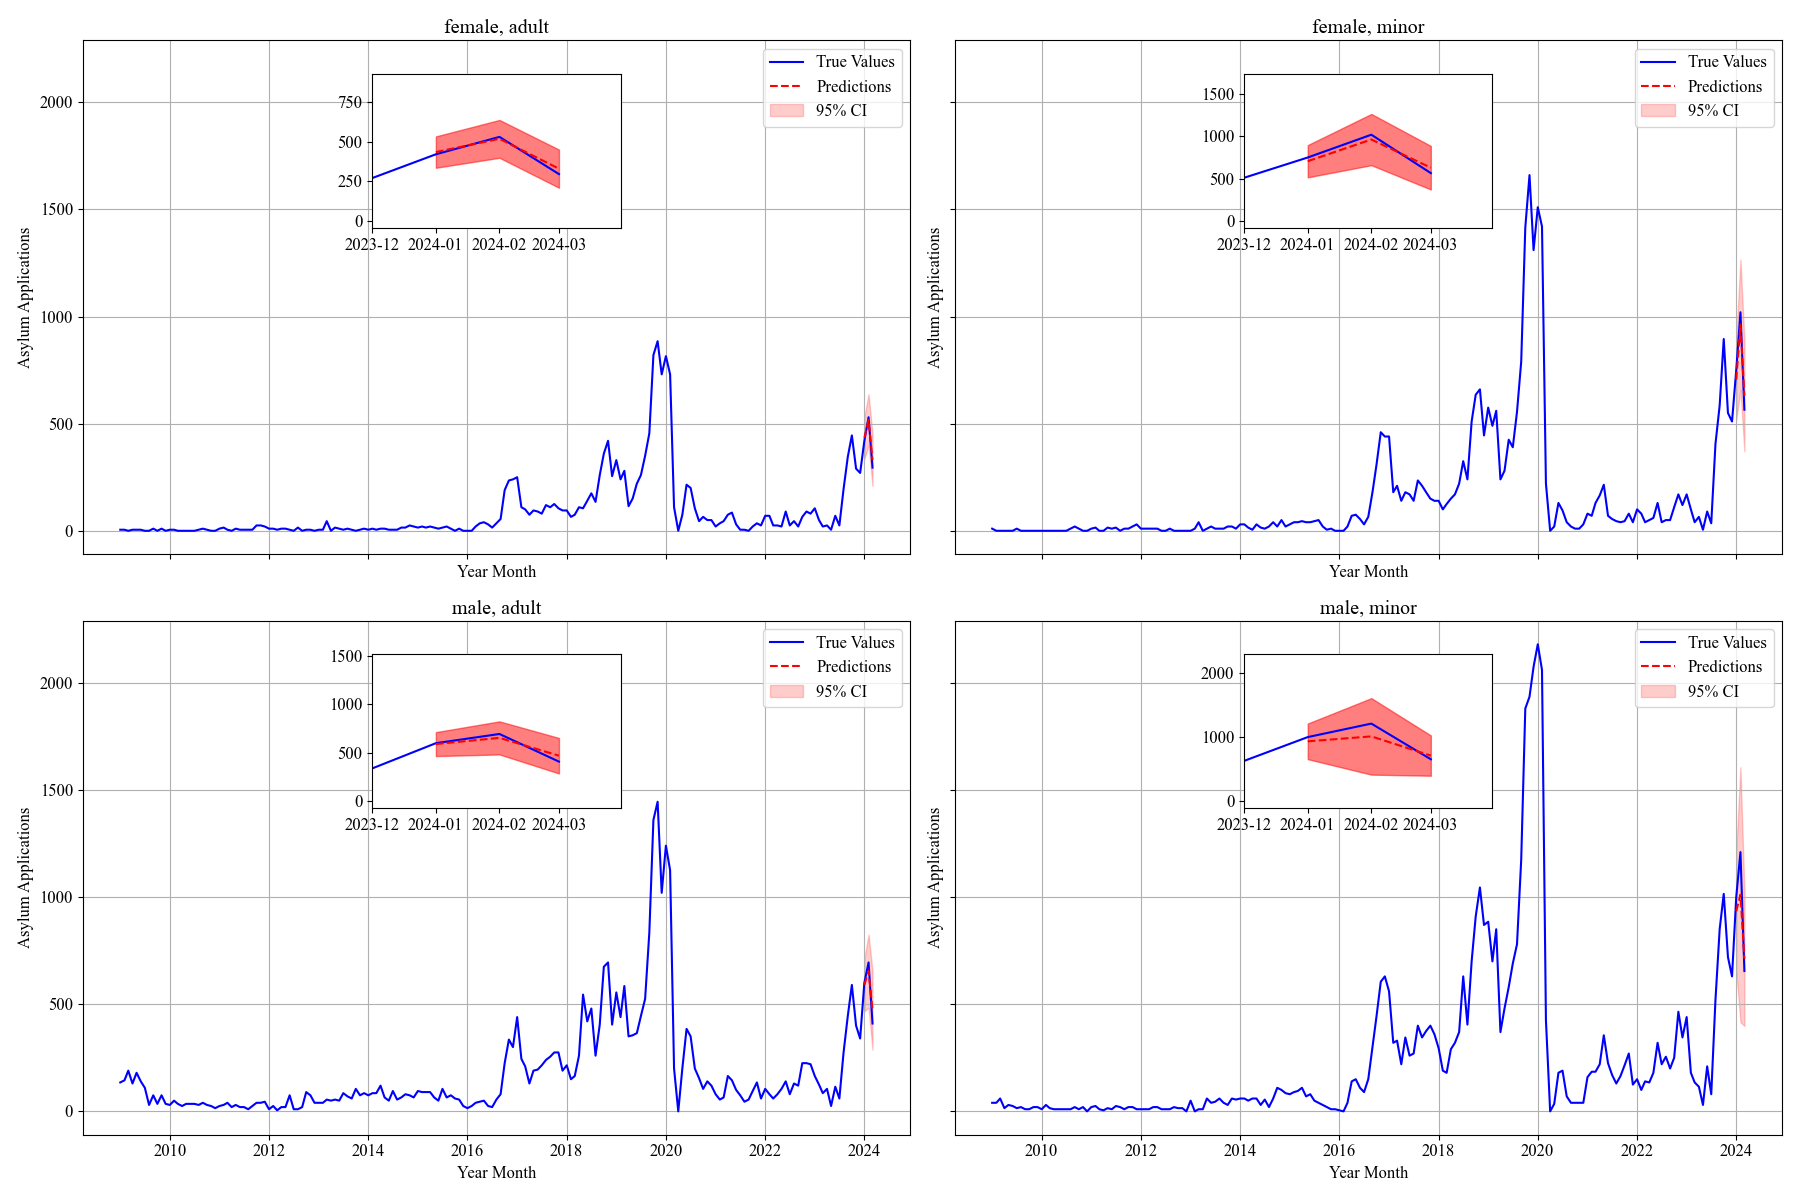 female, adult
True Values
Predictions
95% CI
2000
1500
1000
500
0
Asylum Applications
750
500
250
0
2023-12 2024-01 2024-02 2024-03
Year Month
female, minor
True Values
Predictions
95% CI
Asylum Applications
1500
1000
500
0
2023-12 2024-01 2024-02 2024-03
Year Month
male, adult
True Values
Predictions
95% CI
2000
1500
1000
500
0
Asylum Applications
1500
1000
500
0
2023-12 2024-01 2024-02 2024-03
2010 2012 2014 2016 2018 2020 2022 2024
Year Month
male, minor
True Values
Predictions
95% CI
Asylum Applications
2000
1000
0
2023-12 2024-01 2024-02 2024-03
2010 2012 2014 2016 2018 2020 2022 2024
Year Month